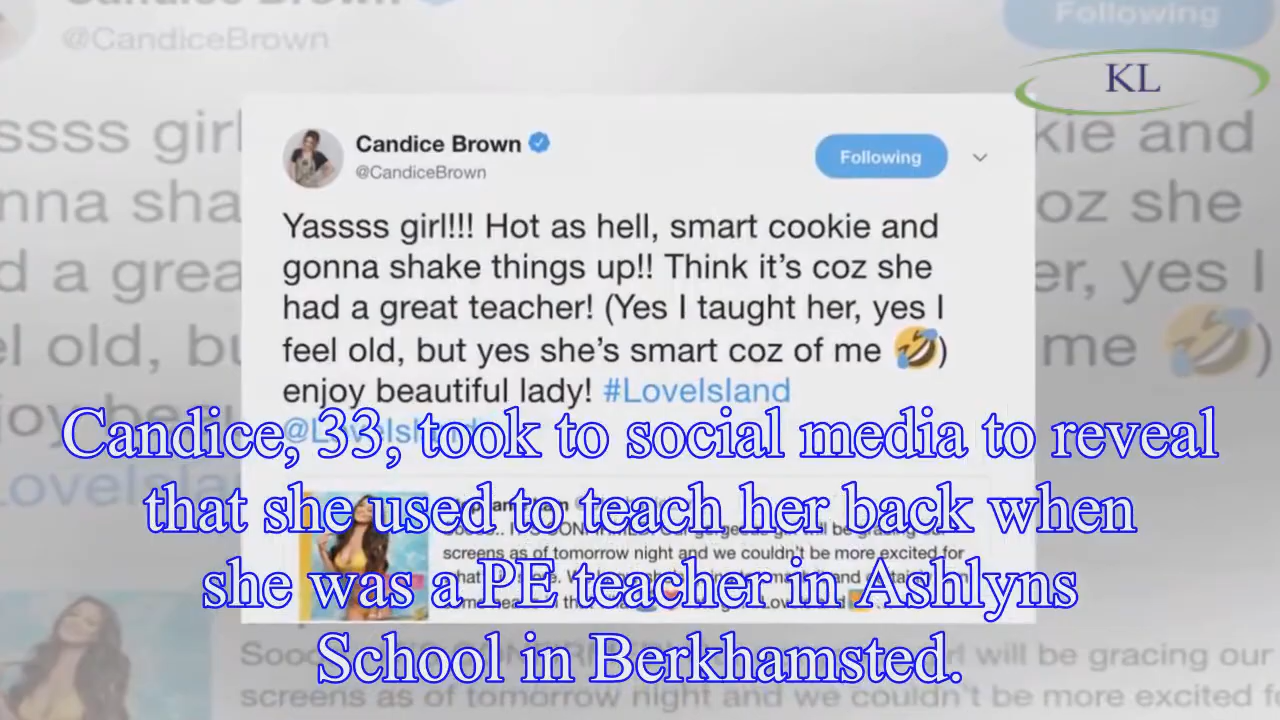 @CandiceBrown
Following
KL
Candice Brown
@CandiceBrown
Following
Yassss girl!!! Hot as hell, smart cookie and
gonna shake things up!! Think it's coz she
had a great teacher! (Yes I taught her, yes I
feel old, but yes she's smart coz of me 🤣)
enjoy beautiful lady! #LoveIsland
Candice, 33, took to social media to reveal
that she used to teach her back when
she was a PE teacher in Ashlyns
School in Berkhamsted.
screens as of tomorrow night and we couldn't be more excited for
will be gracing our
screens as of tomorrow night and we couldn't be more excited